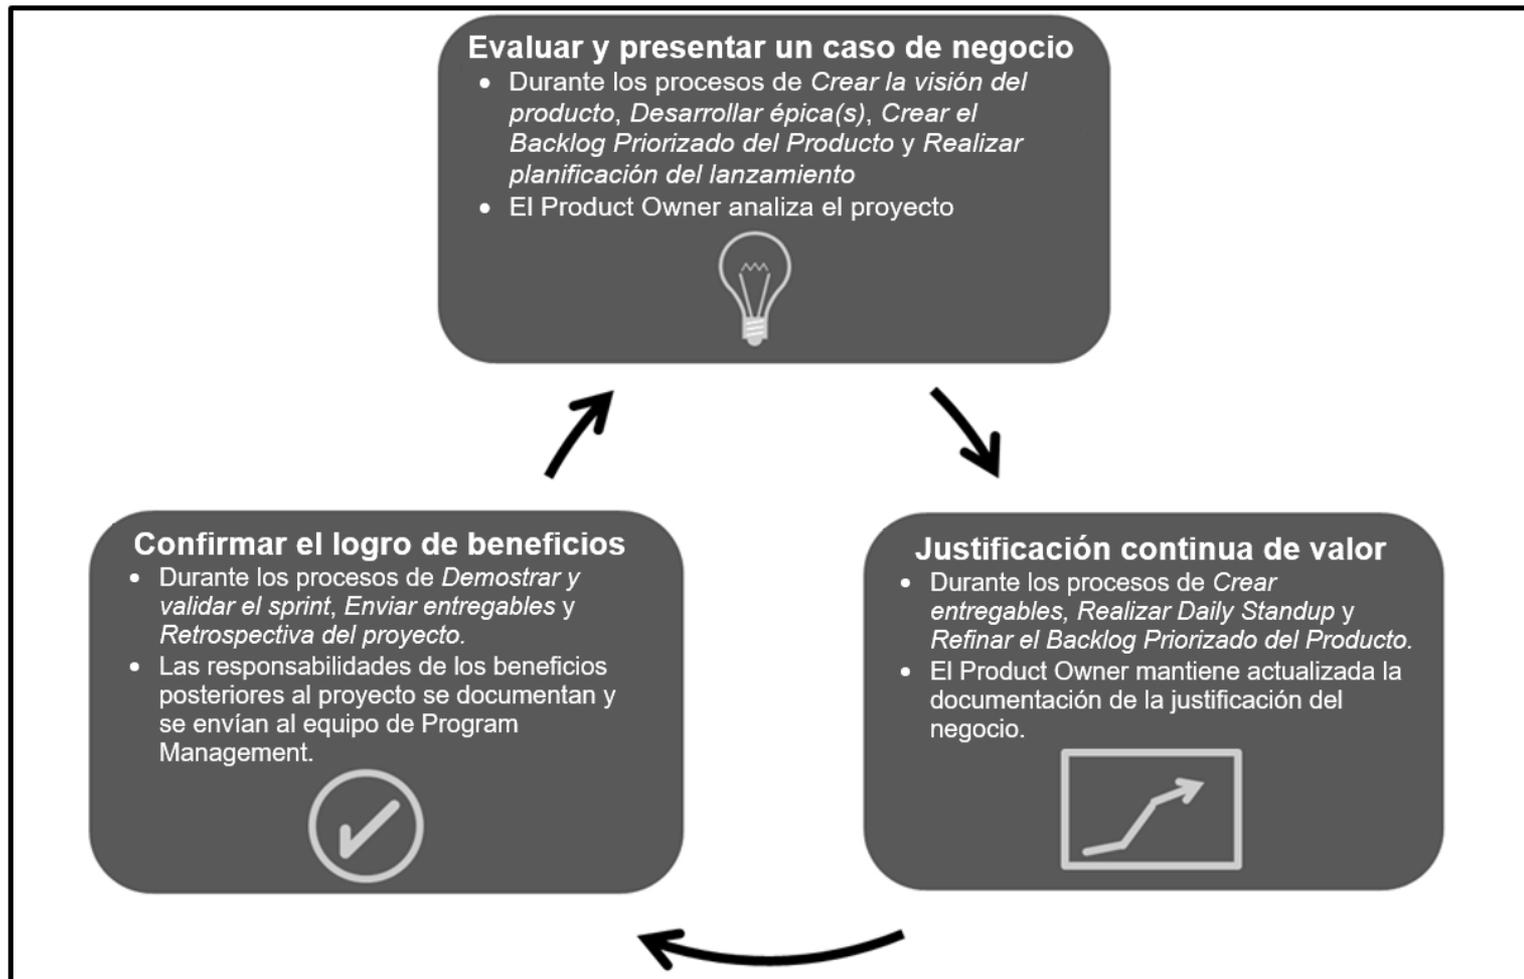 Evaluar y presentar un caso de negocio
• Durante los procesos de Crear la visión del
producto, Desarrollar épica(s), Crear el
Backlog Priorizado del Producto y Realizar
planificación del lanzamiento
• El Product Owner analiza el proyecto
Confirmar el logro de beneficios
• Durante los procesos de Demostrar y
validar el sprint, Enviar entregables y
Retrospectiva del proyecto.
• Las responsabilidades de los beneficios
posteriores al proyecto se documentan y
se envían al equipo de Program
Management.
Justificación continua de valor
• Durante los procesos de Crear
entregables, Realizar Daily Standup y
Refinar el Backlog Priorizado del Producto.
• El Product Owner mantiene actualizada la
documentación de la justificación del
negocio.